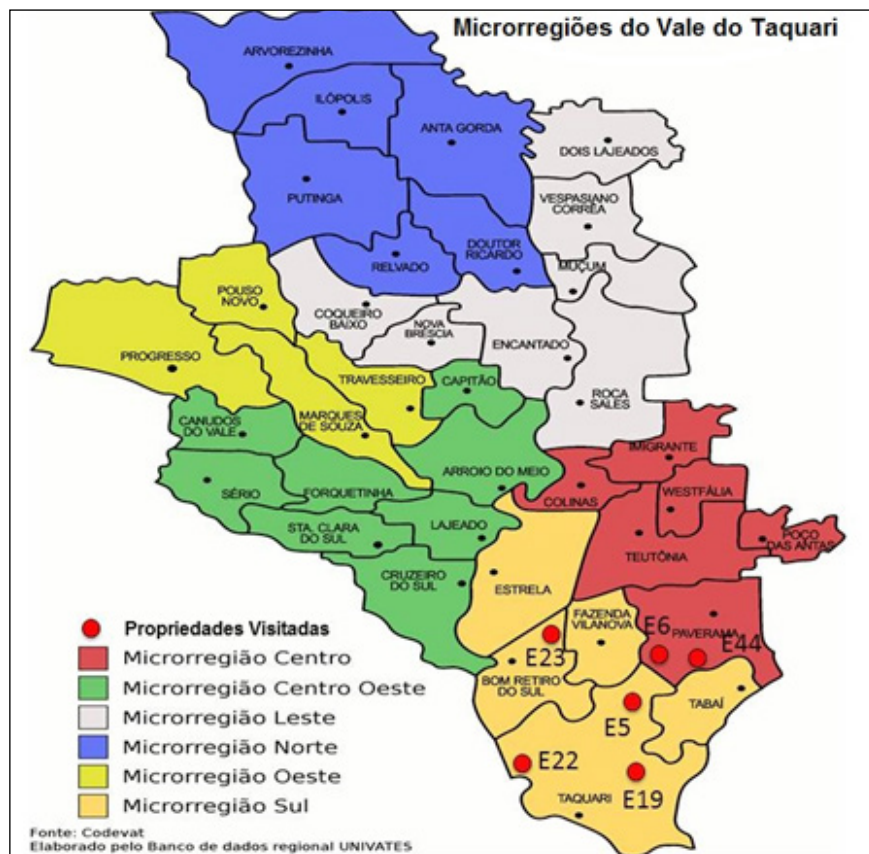 Microrregiões do Vale do Taquari
ARVOREZINHA
ILÓPOLIS
ANTA GORDA
DOIS LAJEADOS
PUTINGA
VESPASIANO
CORRÊA
DOUTOR
RICARDO
RELVADO
MUÇUM
POUSO
NOVO
COQUEIRO
BAIXO
NOVA
BRÉSCIA
ENCANTADO
PROGRESSO
TRAVESSEIRO
CAPITÃO
ROCA
SALES
CANUDOS
DO VALE
MARQUES
DE SOUZA
IMIGRANTE
ARROIO DO MEIO
SÉRIO
FORQUETINHA
COLINAS
WESTFÁLIA
STA. CLARA
DO SUL
LAJEADO
POÇO
DAS ANTAS
TEUTÔNIA
CRUZEIRO
DO SUL
ESTRELA
FAZENDA
VILANOVA
E6
PAVERAMA
E44
E23
BOM RETIRO
DO SUL
TABAÍ
E5
E22
E19
TAQUARI
Propriedades Visitadas
Microrregião Centro
Microrregião Centro Oeste
Microrregião Leste
Microrregião Norte
Microrregião Oeste
Microrregião Sul
Fonte: Codevat
Elaborado pelo Banco de dados regional UNIVATES